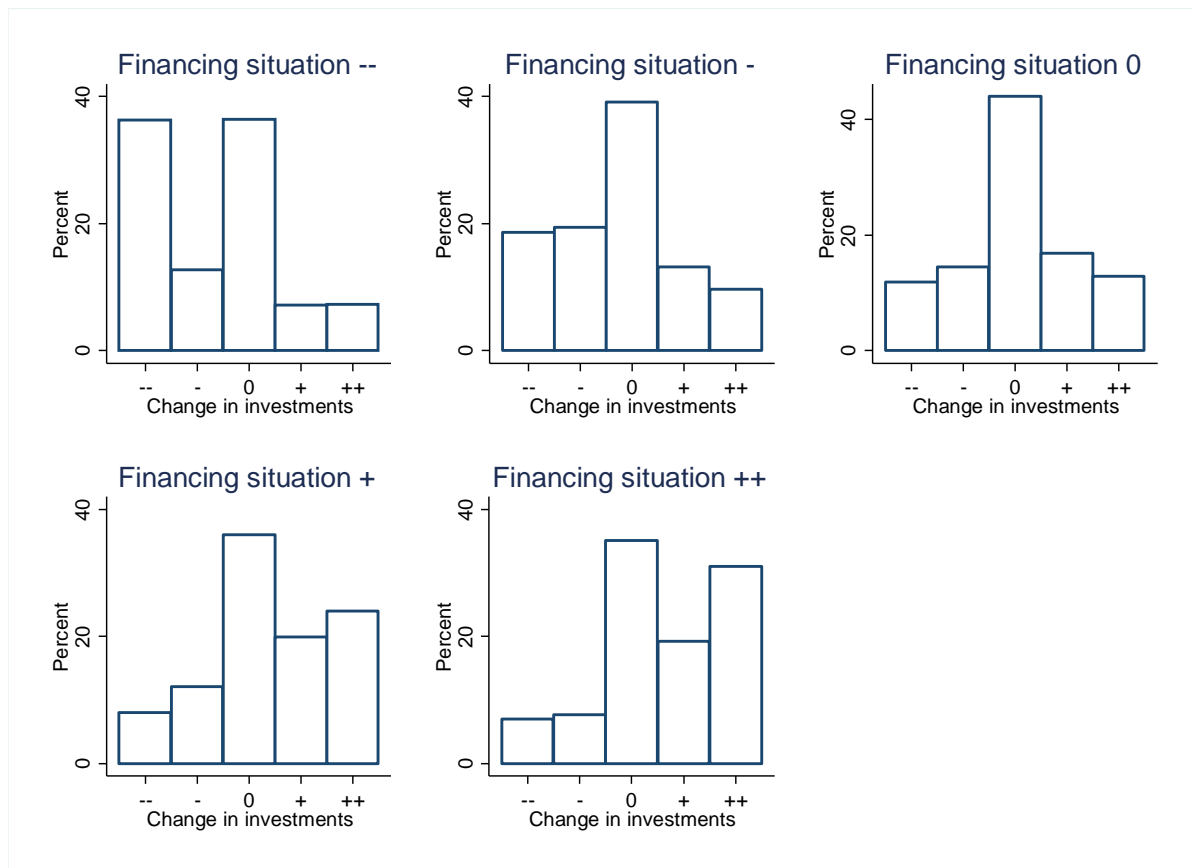 Financing situation --
Percent
40
20
0
-- - 0 + ++
Change in investments
Financing situation -
Percent
40
20
0
-- - 0 + ++
Change in investments
Financing situation 0
Percent
40
20
0
-- - 0 + ++
Change in investments
Financing situation +
Percent
40
20
0
-- - 0 + ++
Change in investments
Financing situation ++
Percent
40
20
0
-- - 0 + ++
Change in investments